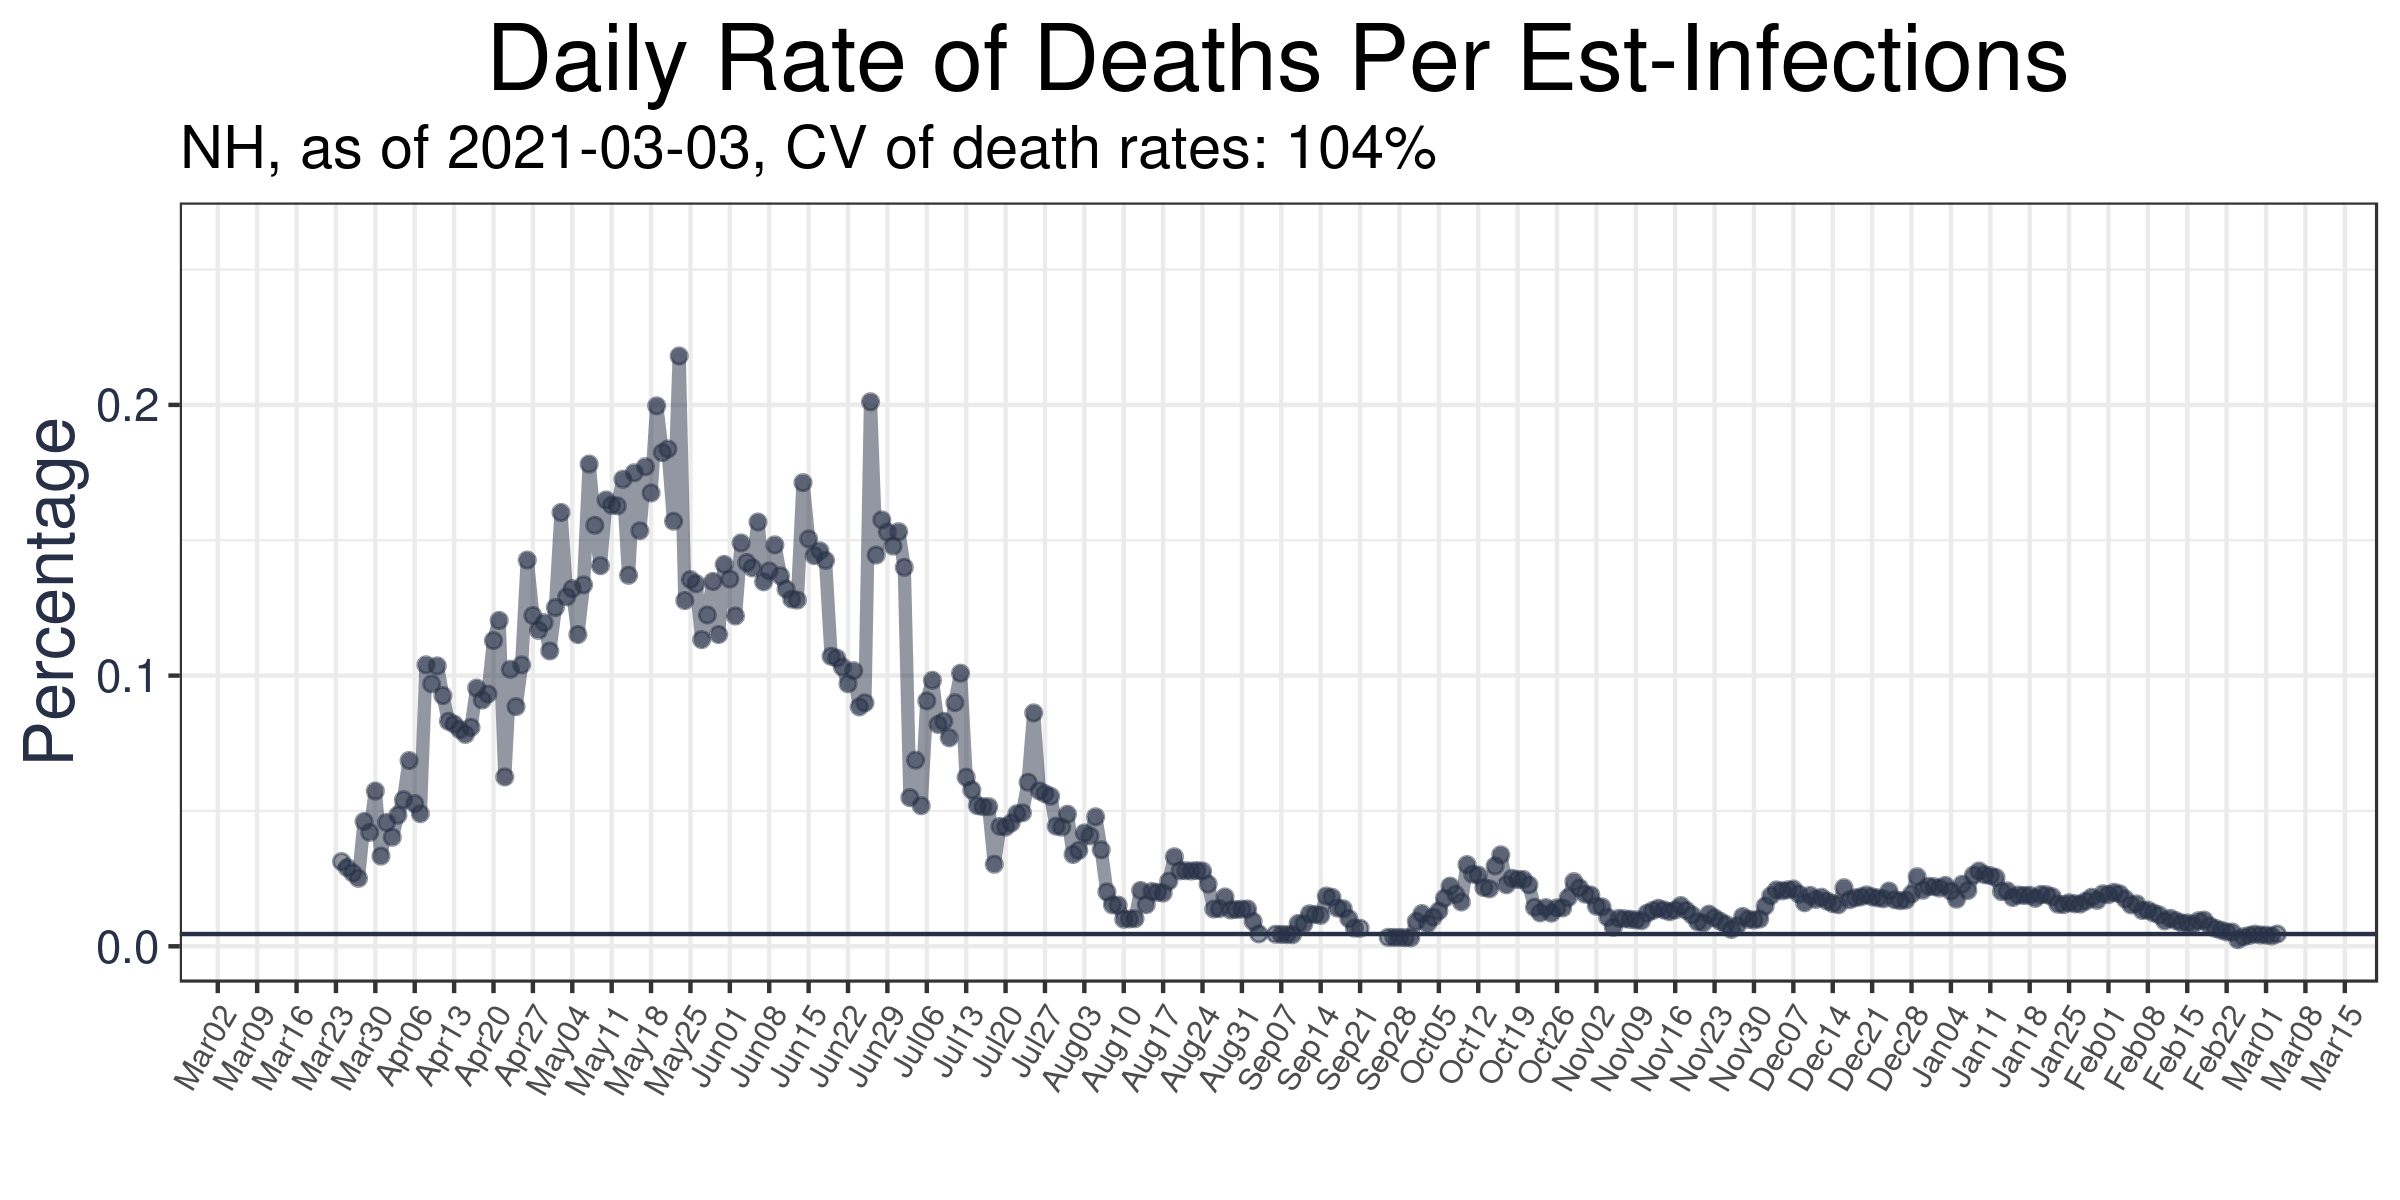 Daily Rate of Deaths Per Est-Infections
NH, as of 2021-03-03, CV of death rates: 104%
Percentage
0.2
0.1
0.0
Mar02
Mar09
Mar16
Mar23
Mar30
Apr06
Apr13
Apr20
Apr27
May04
May11
May18
May25
Jun01
Jun08
Jun15
Jun22
Jun29
Jul06
Jul13
Jul20
Jul27
Aug03
Aug10
Aug17
Aug24
Aug31
Sep07
Sep14
Sep21
Sep28
Oct05
Oct12
Oct19
Oct26
Nov02
Nov09
Nov16
Nov23
Nov30
Dec07
Dec14
Dec21
Dec28
Jan04
Jan11
Jan18
Jan25
Feb01
Feb08
Feb15
Feb22
Mar01
Mar08
Mar15